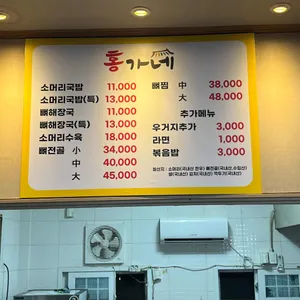 홍가네
소머리국밥 11,000
소머리국밥(특) 13,000
뼈해장국 11,000
뼈해장국(특) 13,000
소머리수육 18,000
뼈전골 小 34,000
中 40,000
大 45,000
뼈찜 中 38,000
大 48,000
추가메뉴
우거지추가 3,000
라면 1,000
볶음밥 3,000